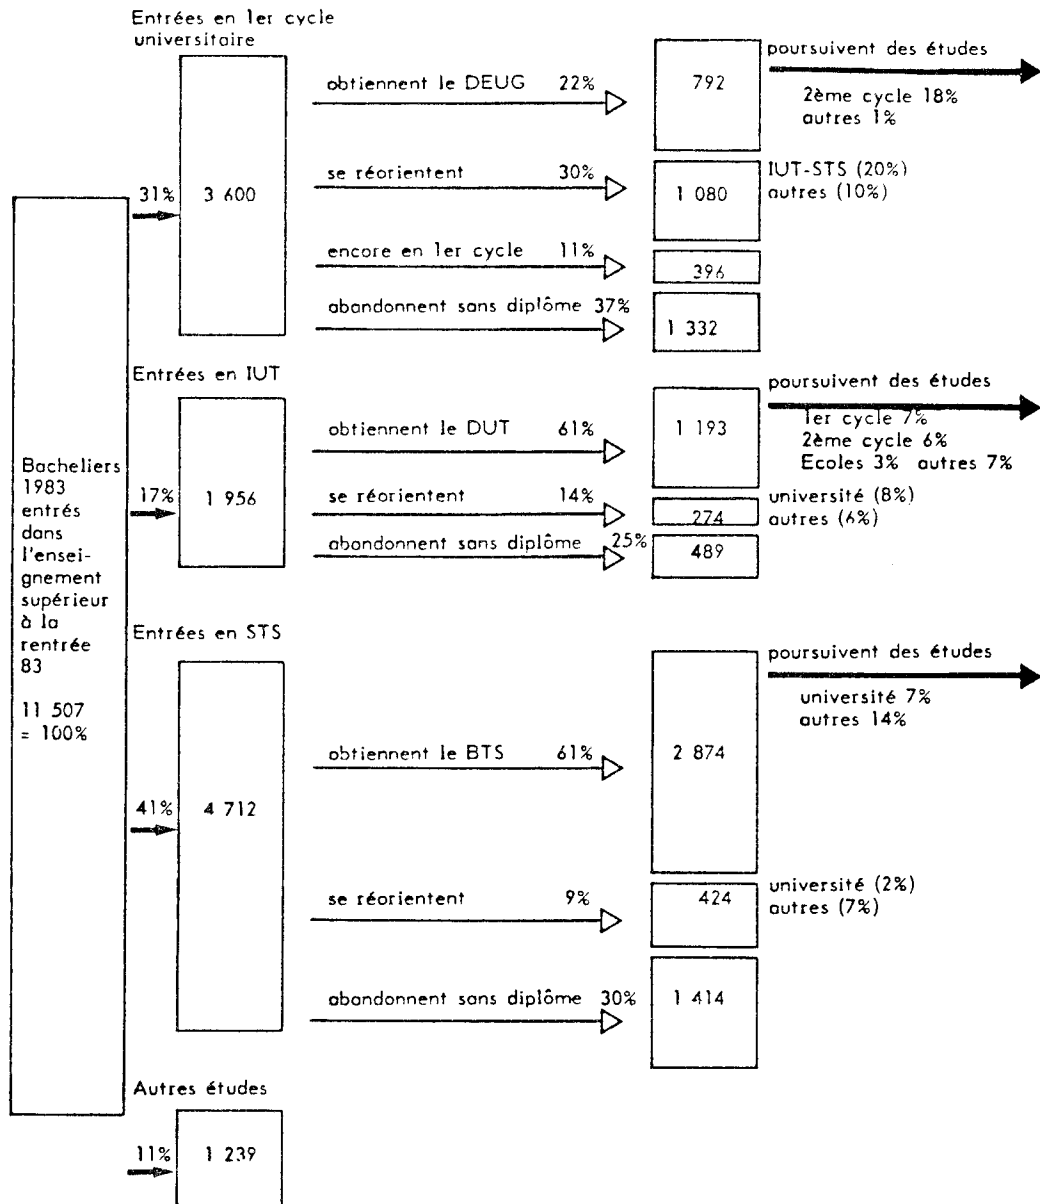 Entrées en 1er cycle
universitaire
31%
3 600
obtiennent le DEUG 22%
792
poursuivent des études
2ème cycle 18%
autres 1%
se réorientent 30%
1 080
IUT-STS (20%)
autres (10%)
encore en 1er cycle 11%
396
abandonnent sans diplôme 37%
1 332
Bacheliers
1983
entrés
dans
l'ensei-
gnement
supérieur
à la
rentrée
83
11 507
= 100%
Entrées en IUT
17%
1 956
obtiennent le DUT 61%
1 193
poursuivent des études
1er cycle 7%
2ème cycle 6%
Ecoles 3% autres 7%
se réorientent 14%
274
université (8%)
autres (6%)
abandonnent sans diplôme 25%
489
Entrées en STS
41%
4 712
obtiennent le BTS 61%
2 874
poursuivent des études
université 7%
autres 14%
se réorientent 9%
424
université (2%)
autres (7%)
abandonnent sans diplôme 30%
1 414
Autres études
11%
1 239